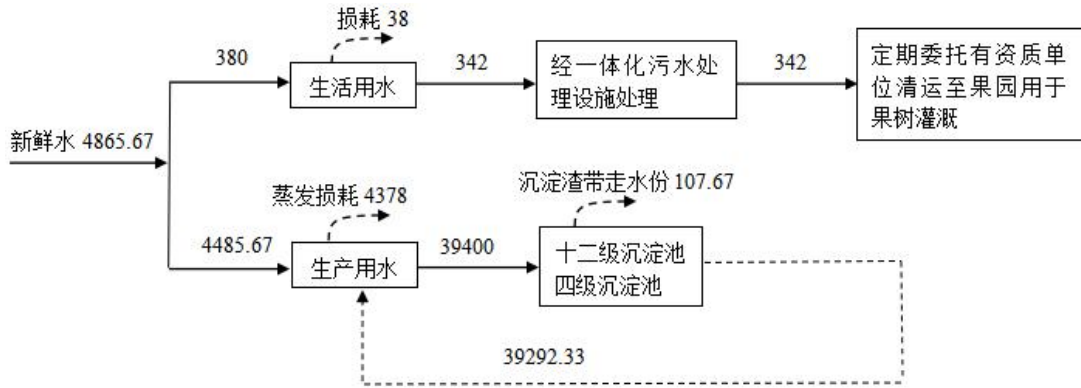 损耗 38
380
生活用水
342
经一体化污水处
理设施处理
342
定期委托有资质单
位清运至果园用于
果树灌溉
新鲜水 4865.67
蒸发损耗 4378
4485.67
生产用水
39400
沉淀渣带走水份 107.67
十二级沉淀池
四级沉淀池
39292.33